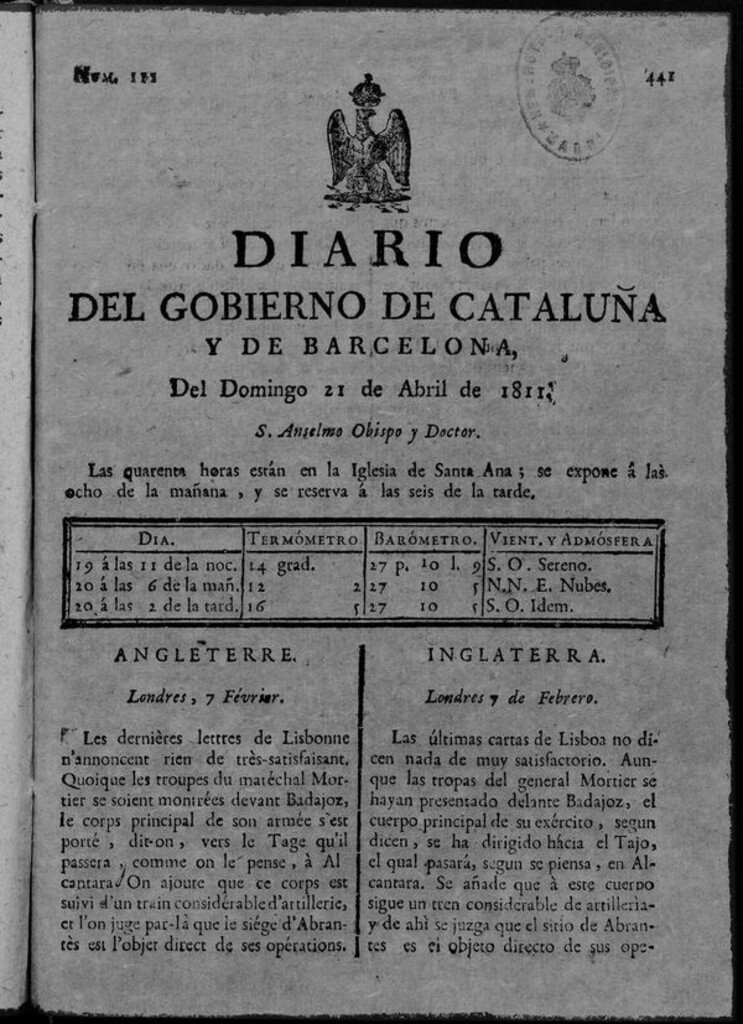 Num. 111
441
DIARIO
DEL GOBIERNO DE CATALUÑA
Y DE BARCELONA,
Del Domingo 21 de Abril de 1811.
S. Anselmo Obispo y Doctor.
Las quarenta horas están en la Iglesia de Santa Ana; se expone á las
ocho de la mañana, y se reserva á las seis de la tarde.
DIA. TERMÓMETRO BARÓMETRO. VIENT. Y ADMÓSFERA
19 á las 11 de la noc. 14 grad. 27 p. 10 l. 9 S. O. Sereno.
20 á las 6 de la mañ. 12 2 27 10 5 N.N. E. Nubes.
20 á las 2 de la tard. 16 5 27 10 5 S. O. Idem.
ANGLETERRE.
Londres, 7 Février.
Les dernières lettres de Lisbonne
n'annoncent rien de très-satisfaisant.
Quoique les troupes du maréchal Mor-
tier se soient montrées devant Badajoz,
le corps principal de son armée s'est
porté, dit-on, vers le Tage qu'il
passera, comme on le pense, à Al
cantara. On ajoute que ce corps est
suivi d'un train considérable d'artillerie,
et l'on juge par-là que le siége d'Abran-
tès est l'objet direct de ses opérations.
INGLATERRA.
Londres 7 de Febrero.
Las últimas cartas de Lisboa no di-
cen nada de muy satisfactorio. Aun-
que las tropas del general Mortier se
hayan presentado delante Badajoz, el
cuerpo principal de su exército, segun
dicen, se ha dirigido hácia el Tajo,
el qual pasará, segun se piensa, en Al-
cantara. Se añade que à este cuerpo
sigue un tren considerable de artilleria
y de ahi se juzga que el sitio de Abran-
tes es el objeto directo de sus ope-